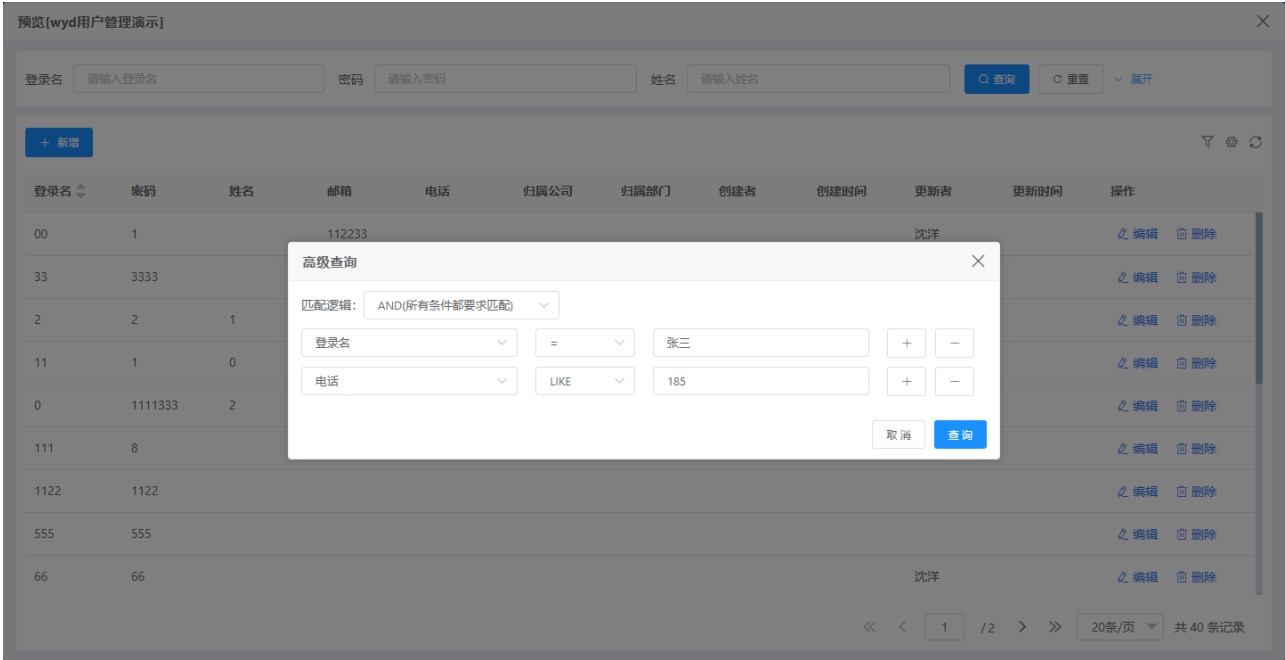 预览[wyd用户管理演示]
登录名 请输入登录名 密码 请输入密码 姓名 请输入姓名 查询 重置 展开
新增
登录名 密码 姓名 邮箱 电话 归属公司 归属部门 创建者 创建时间 更新者 更新时间 操作
00 1 112233 沈洋 编辑 删除
高级查询
33 3333 编辑 删除
匹配逻辑： AND(所有条件都要求匹配)
2 2 1 编辑 删除
登录名 = 张三 + −
11 1 0 编辑 删除
电话 LIKE 185 + −
0 1111333 2 编辑 删除
取消 查询
111 8 编辑 删除
1122 1122 编辑 删除
555 555 编辑 删除
66 66 沈洋 编辑 删除
1 / 2 20条/页 共 40 条记录